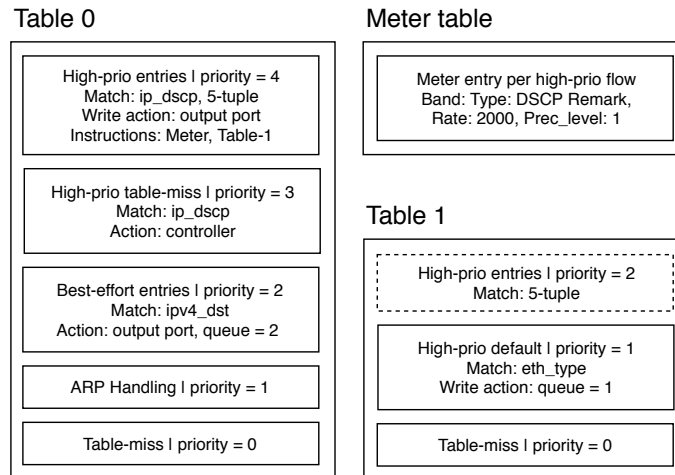 Table 0
High-prio entries | priority = 4
Match: ip_dscp, 5-tuple
Write action: output port
Instructions: Meter, Table-1
High-prio table-miss | priority = 3
Match: ip_dscp
Action: controller
Best-effort entries | priority = 2
Match: ipv4_dst
Action: output port, queue = 2
ARP Handling | priority = 1
Table-miss | priority = 0
Meter table
Meter entry per high-prio flow
Band: Type: DSCP Remark,
Rate: 2000, Prec_level: 1
Table 1
High-prio entries | priority = 2
Match: 5-tuple
High-prio default | priority = 1
Match: eth_type
Write action: queue = 1
Table-miss | priority = 0